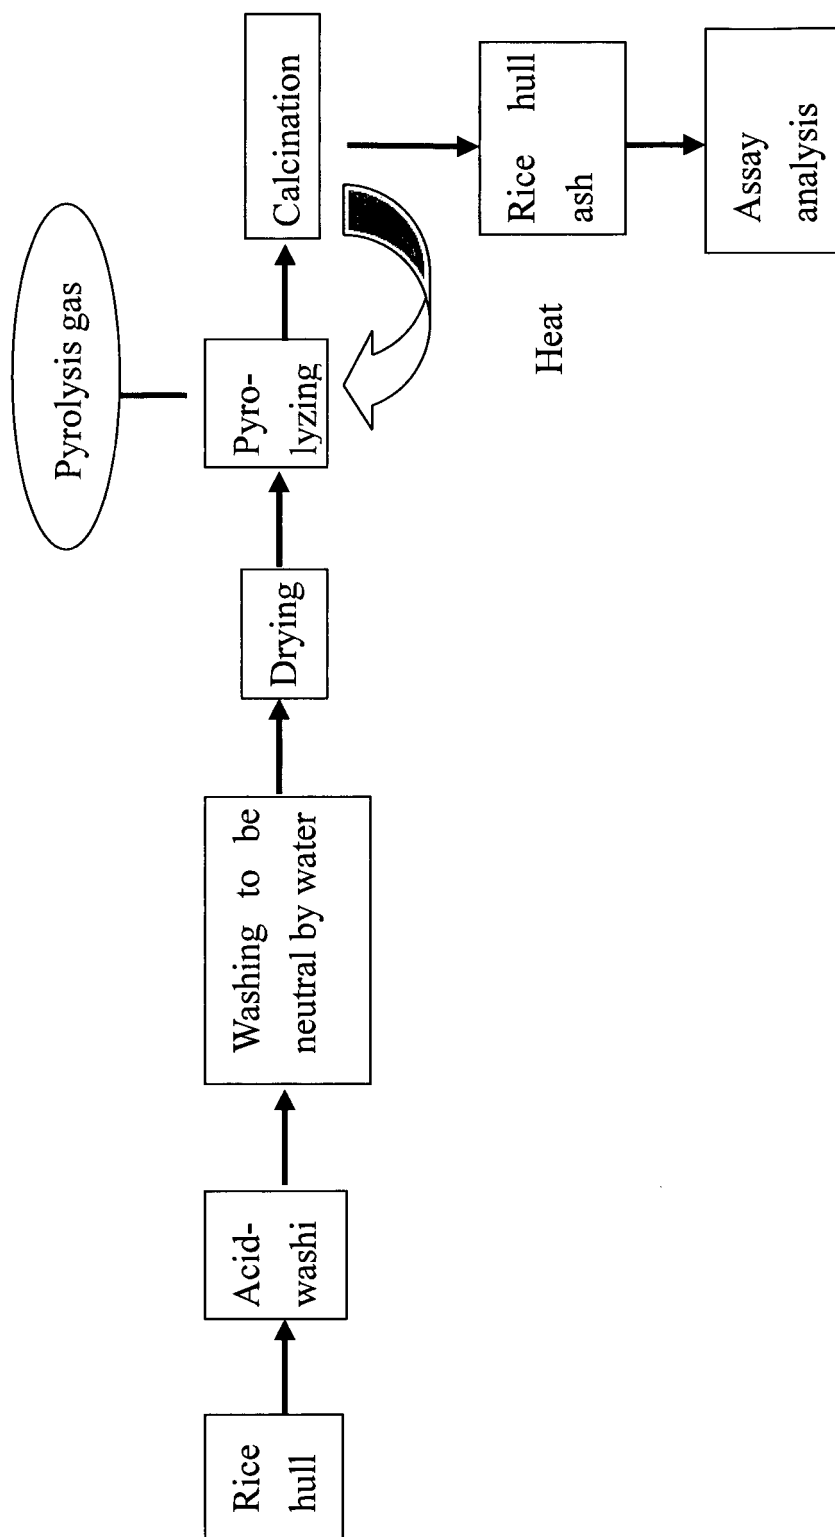 Rice
hull
Acid-
washi
Washing to be
neutral by water
Drying
Pyro-
lyzing
Pyrolysis gas
Calcination
Heat
Rice hull
ash
Assay
analysis